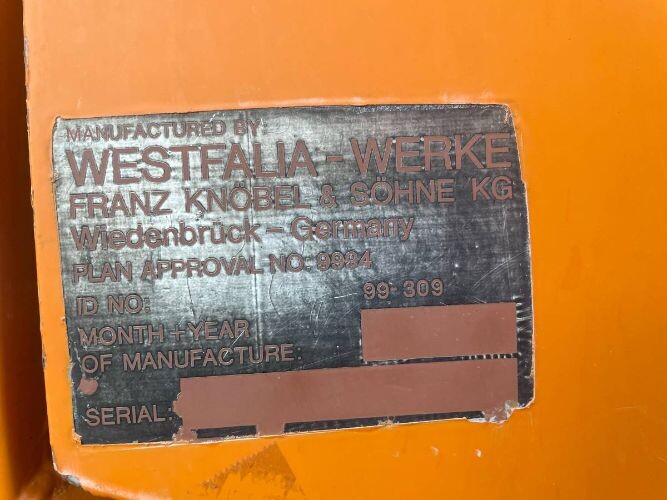 MANUFACTURED BY:
WESTFALIA-WERKE
FRANZ KNÖBEL & SÖHNE KG
Wiedenbrück-Germany
PLAN APPROVAL NO: 9994
ID NO: 99-309
MONTH+YEAR
OF MANUFACTURE:
SERIAL: